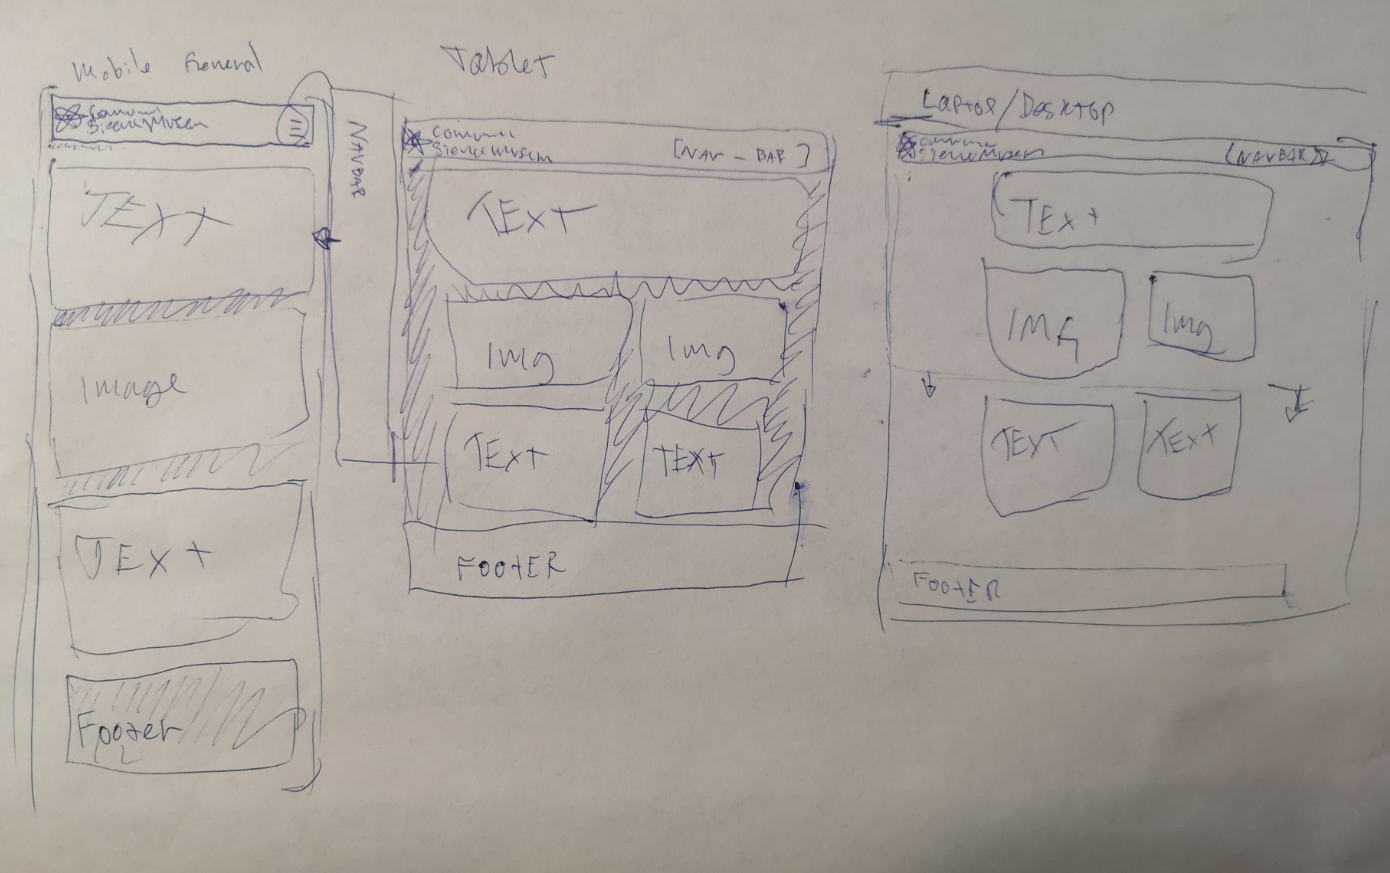 Mobile General
TExt
Image
TExt
Footer
NAVBAR
Tablet
[NAV-BAR]
TEXT
Img
Img
TExt
TEXT
FOOtER
LAPTOP/DESKTOP
(NAVBAR)
TExt
IMG
Img
TEXT
TExt
FOOtER